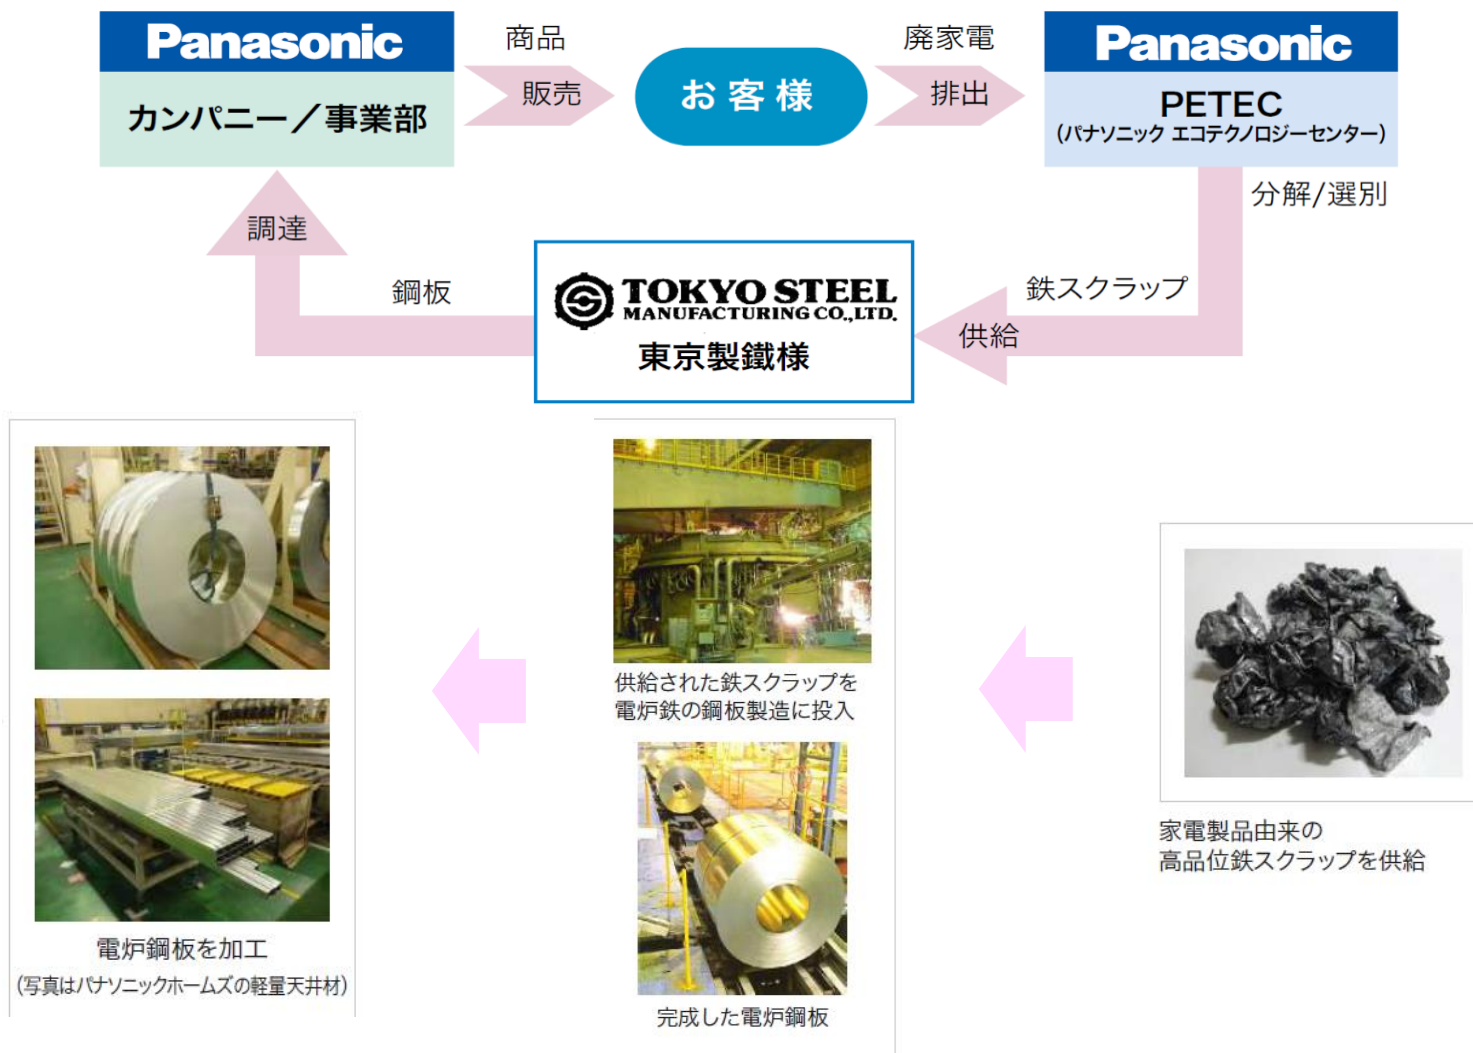 Panasonic
カンパニー／事業部
商品
販売
お客様
廃家電
排出
Panasonic
PETEC
(パナソニック エコテクノロジーセンター)
分解/選別
調達
鋼板
TOKYO STEEL
MANUFACTURING CO.,LTD.
東京製鐵様
鉄スクラップ
供給
電炉鋼板を加工
(写真はパナソニックホームズの軽量天井材)
供給された鉄スクラップを
電炉鉄の鋼板製造に投入
完成した電炉鋼板
家電製品由来の
高品位鉄スクラップを供給